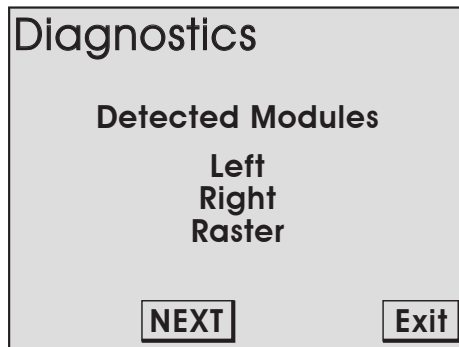 Diagnostics
Detected Modules
Left
Right
Raster
NEXT Exit